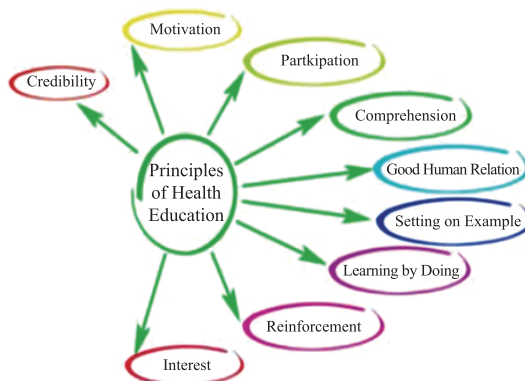 Motivation
Credibility
Partkipation
Comprehension
Principles
of Health
Education
Good Human Relation
Setting on Example
Learning by Doing
Reinforcement
Interest